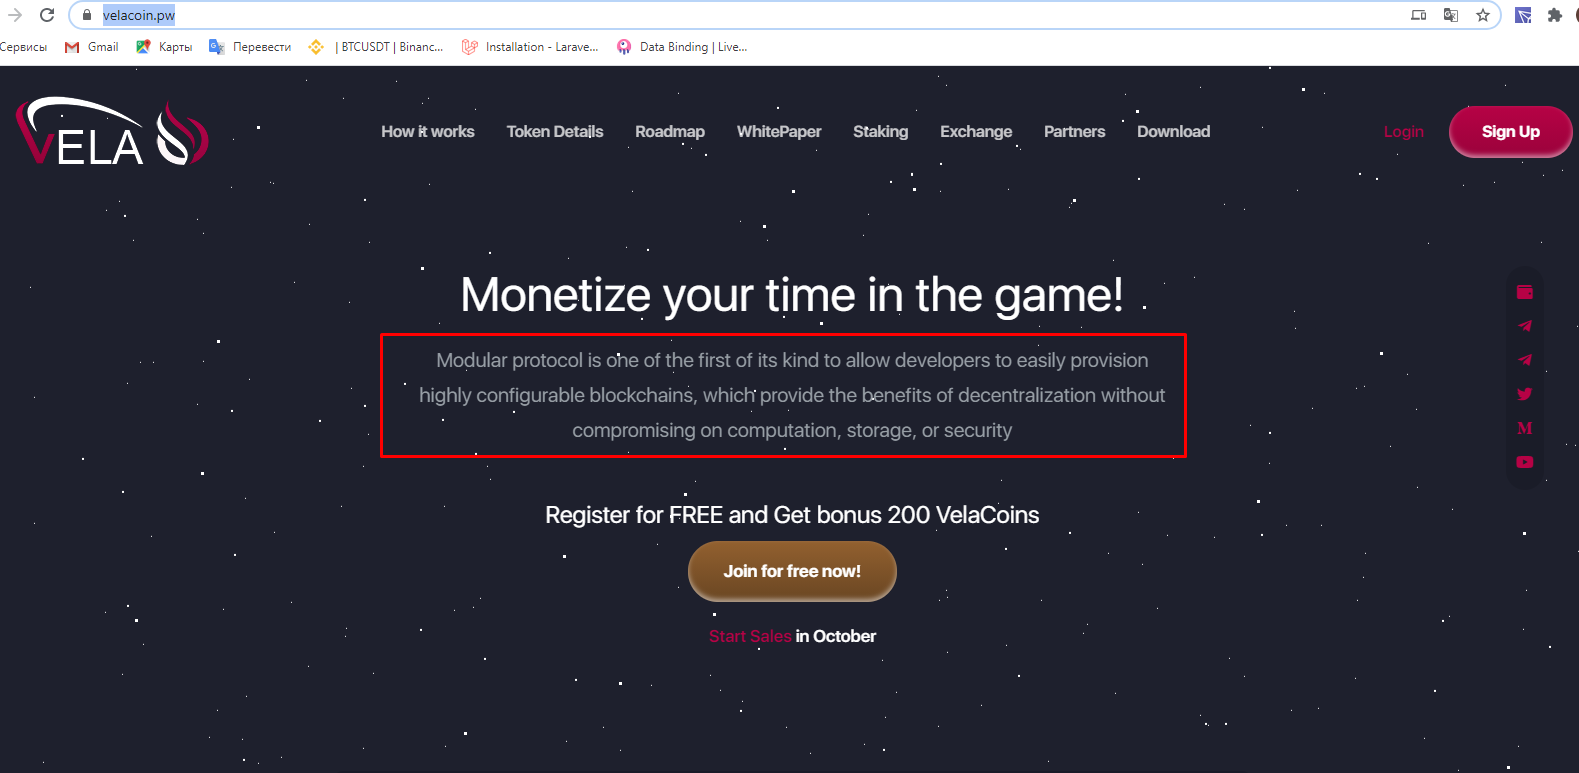 velacoin.pw
Сервисы Gmail Карты Перевести | BTCUSDT | Binanc... Installation - Larave... Data Binding | Live...
VELA
How it works Token Details Roadmap WhitePaper Staking Exchange Partners Download Login Sign Up
Monetize your time in the game!
Modular protocol is one of the first of its kind to allow developers to easily provision
highly configurable blockchains, which provide the benefits of decentralization without
compromising on computation, storage, or security
Register for FREE and Get bonus 200 VelaCoins
Join for free now!
Start Sales in October